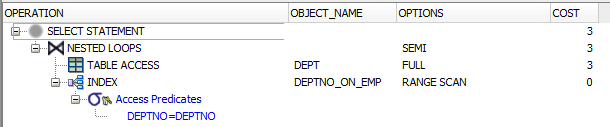 OPERATION OBJECT_NAME OPTIONS COST
SELECT STATEMENT 3
NESTED LOOPS SEMI 3
TABLE ACCESS DEPT FULL 3
INDEX DEPTNO_ON_EMP RANGE SCAN 0
Access Predicates
DEPTNO=DEPTNO